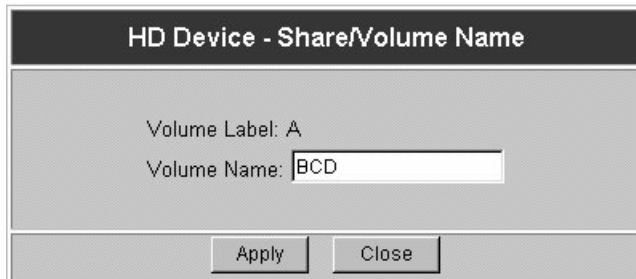 HD Device - Share/Volume Name
Volume Label: A
Volume Name: BCD
Apply Close